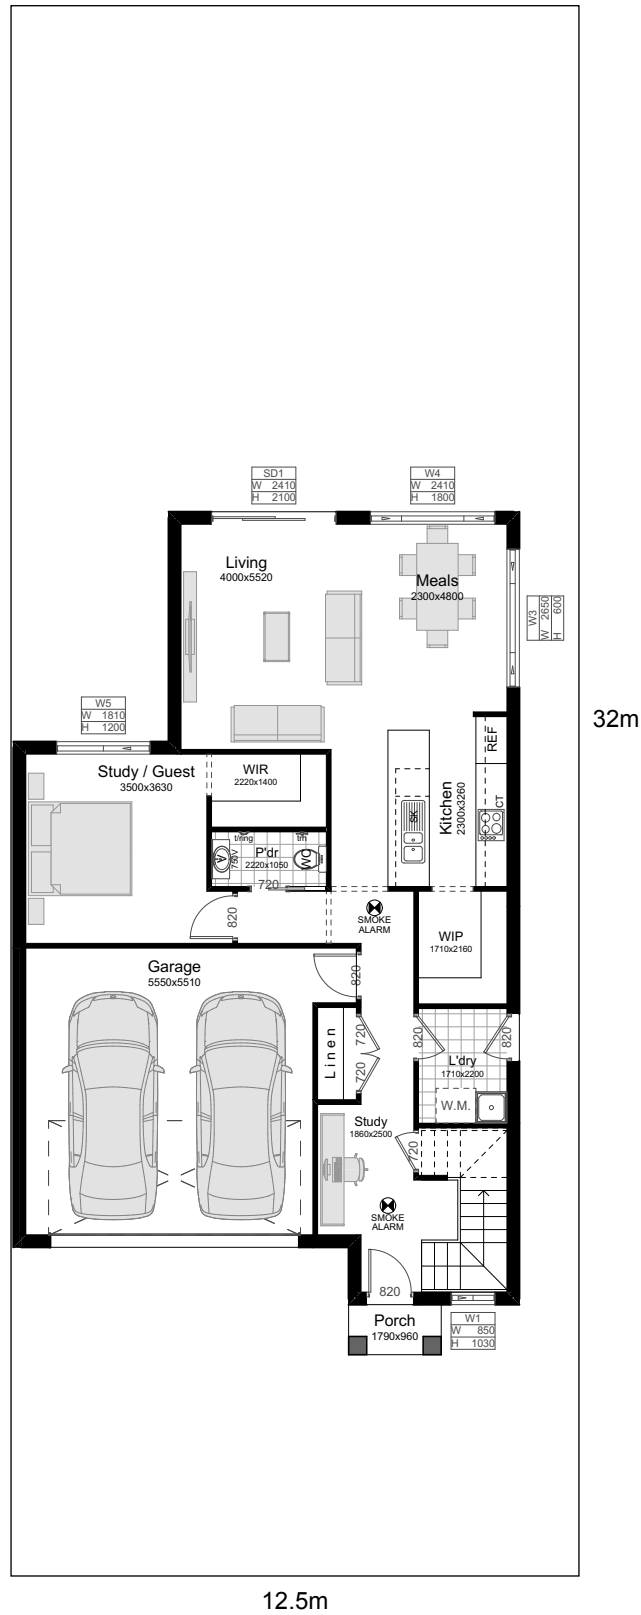 SD1
W 2410
H 2100
W4
W 2410
H 1800
Living
4000x5520
Meals
2300x4800
W3
W 2650
H 600
32m
W5
W 1810
H 1200
REF
Study / Guest
3500x3630
WIR
2220x1400
Kitchen
2300x3260
CT
SK
t/ring
trh
P'dr
2220x1050
750V
WC
720
820
SMOKE
ALARM
WIP
1710x2160
Garage
5550x5510
820
Linen
720
720
820
820
L'dry
1710x2200
W.M.
Study
1860x2500
720
SMOKE
ALARM
820
Porch
1790x960
W1
W 850
H 1030
12.5m